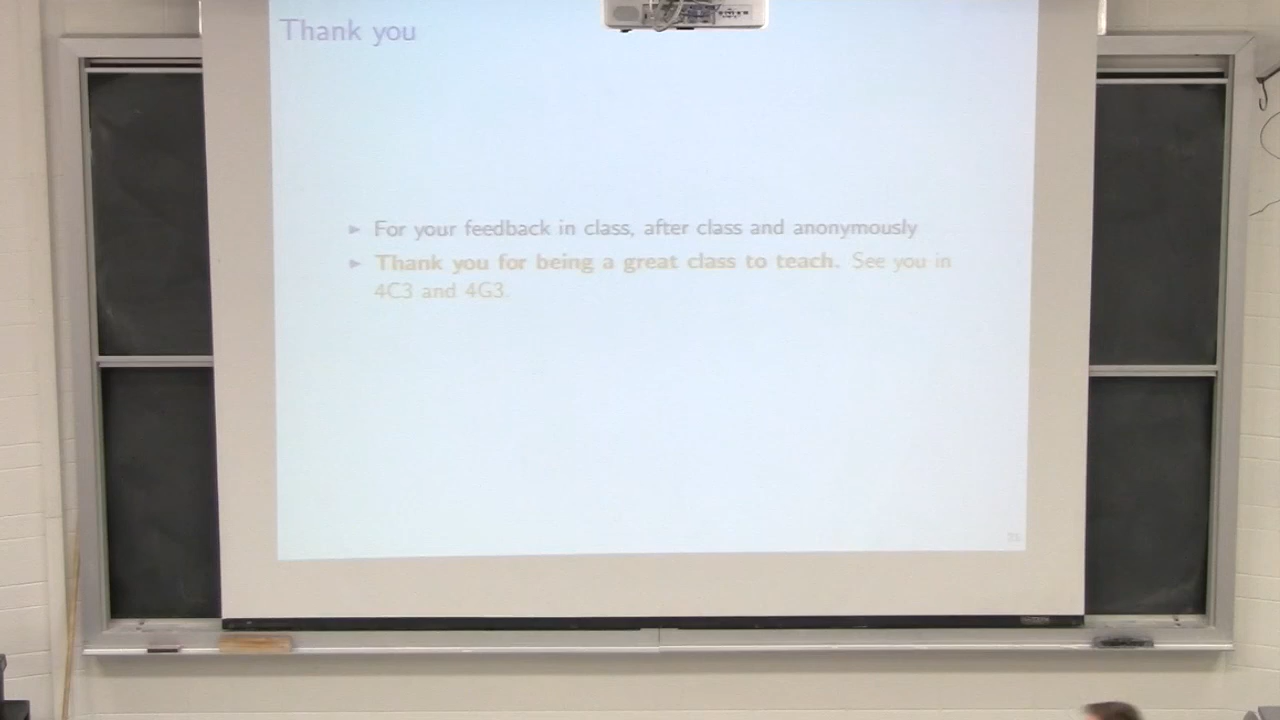 Thank you
► For your feedback in class, after class and anonymously
► Thank you for being a great class to teach. See you in
4C3 and 4G3.